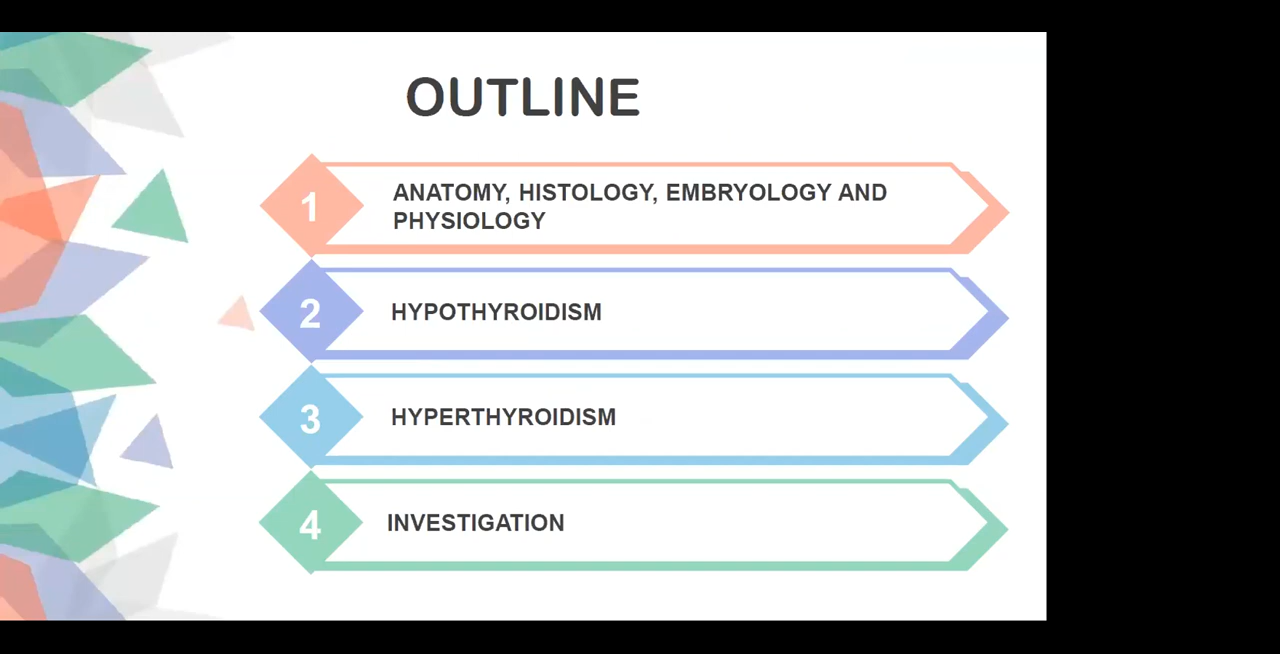 OUTLINE
1
ANATOMY, HISTOLOGY, EMBRYOLOGY AND
PHYSIOLOGY
2
HYPOTHYROIDISM
3
HYPERTHYROIDISM
4
INVESTIGATION